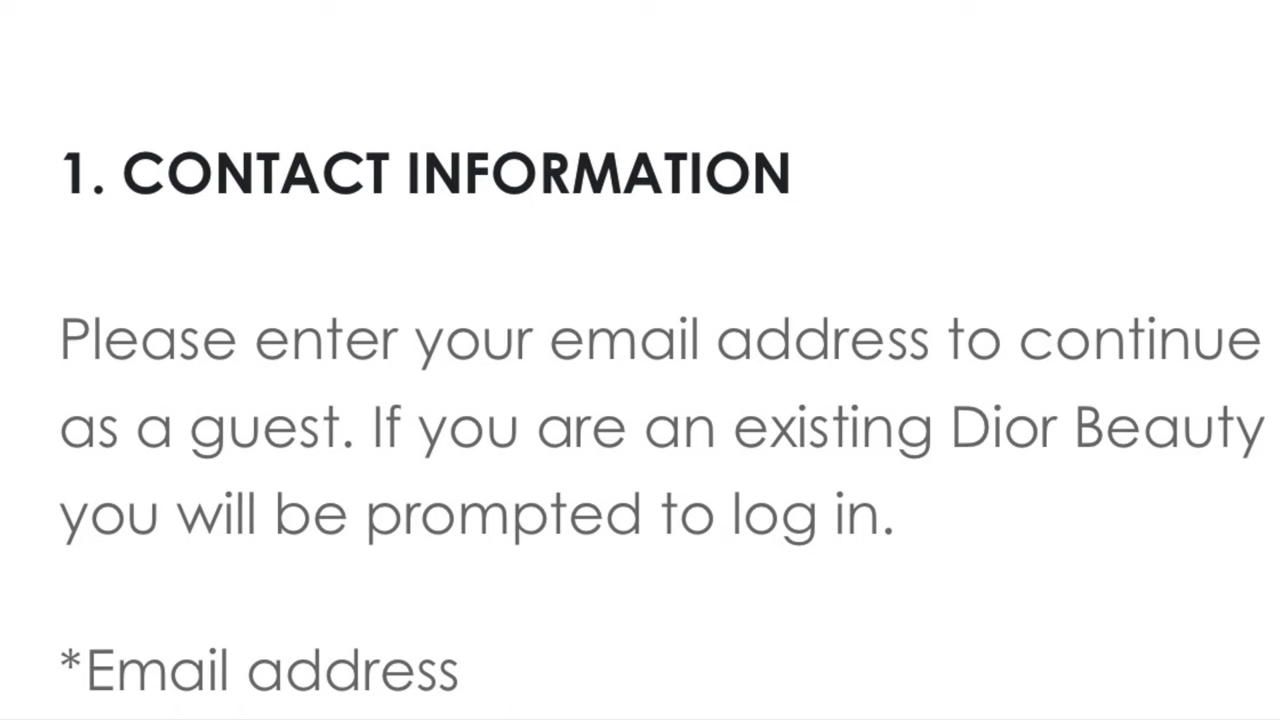 1. CONTACT INFORMATION
Please enter your email address to continue
as a guest. If you are an existing Dior Beauty
you will be prompted to log in.
*Email address